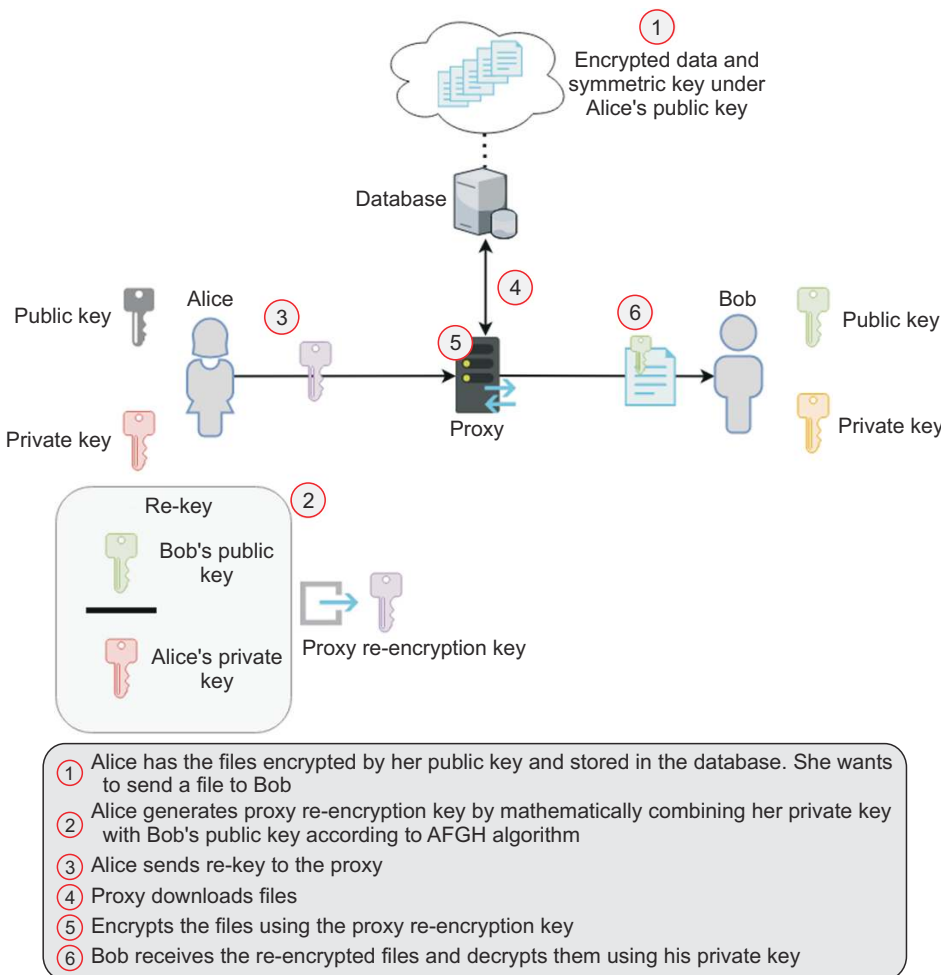 1
Encrypted data and
symmetric key under
Alice's public key
Database
4
Public key
Alice
3
5
6
Bob
Public key
Private key
Proxy
Private key
Re-key
2
Bob's public
key
Alice's private
key
Proxy re-encryption key
1 Alice has the files encrypted by her public key and stored in the database. She wants
to send a file to Bob
2 Alice generates proxy re-encryption key by mathematically combining her private key
with Bob's public key according to AFGH algorithm
3 Alice sends re-key to the proxy
4 Proxy downloads files
5 Encrypts the files using the proxy re-encryption key
6 Bob receives the re-encrypted files and decrypts them using his private key